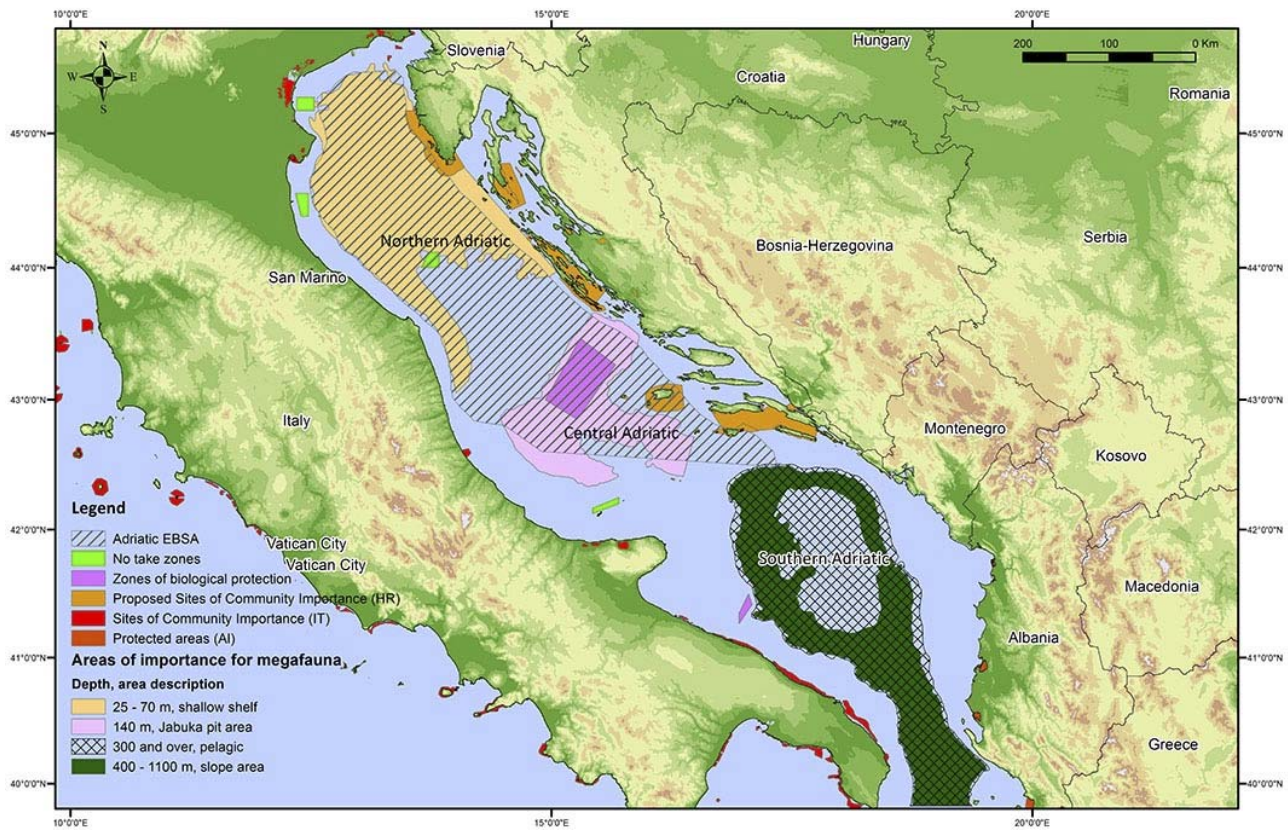 10°0'0"E 15°0'0"E 20°0'0"E
N
W E
S
Slovenia
Hungary
200 100 0 Km
Croatia
Romania
45°0'0"N 45°0'0"N
Northern Adriatic
Bosnia-Herzegovina
Serbia
44°0'0"N 44°0'0"N
San Marino
43°0'0"N 43°0'0"N
Italy
Central Adriatic
Montenegro
Kosovo
42°0'0"N 42°0'0"N
Southern Adriatic
Macedonia
Albania
41°0'0"N 41°0'0"N
Greece
40°0'0"N 40°0'0"N
Vatican City
Vatican City
Legend
Adriatic EBSA
No take zones
Zones of biological protection
Proposed Sites of Community Importance (HR)
Sites of Community Importance (IT)
Protected areas (Al)
Areas of importance for megafauna
Depth, area description
25 - 70 m, shallow shelf
140 m, Jabuka pit area
300 and over, pelagic
400 - 1100 m, slope area
10°0'0"E 15°0'0"E 20°0'0"E